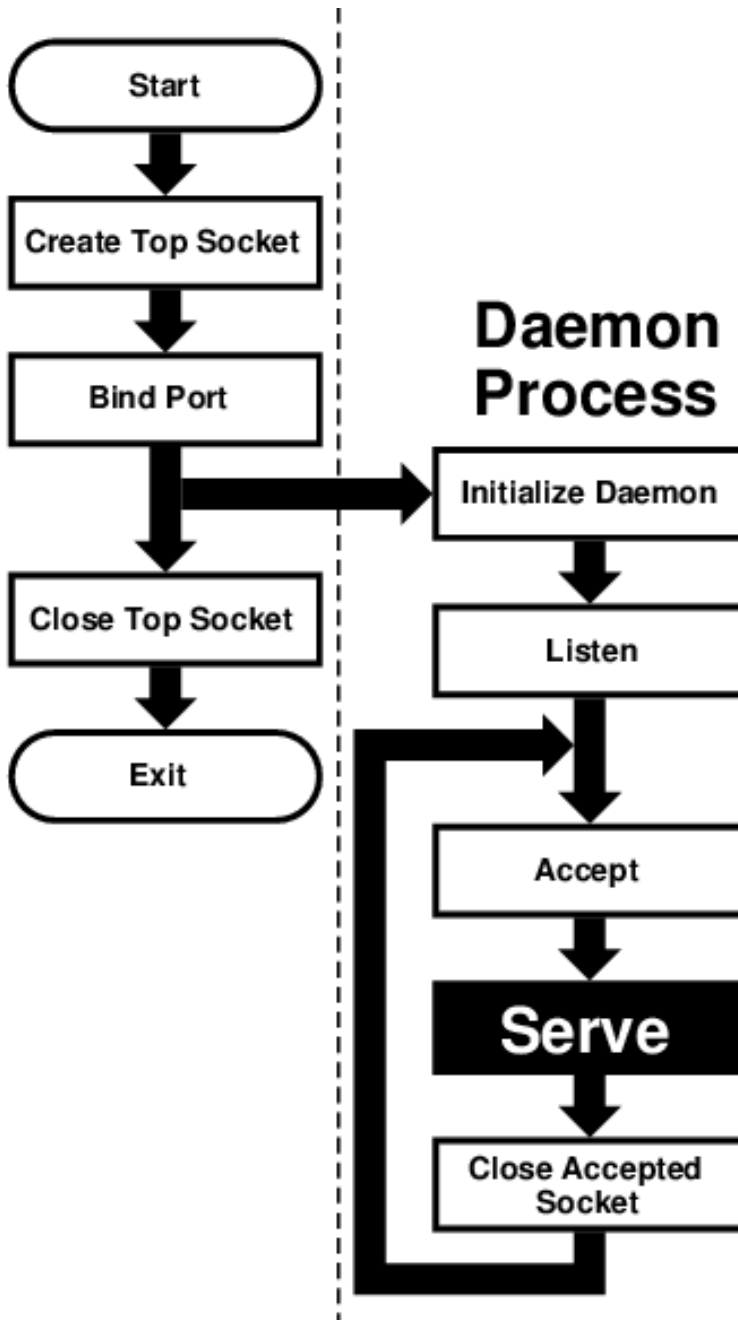 Start
Create Top Socket
Bind Port
Close Top Socket
Exit
Daemon
Process
Initialize Daemon
Listen
Accept
Serve
Close Accepted
Socket